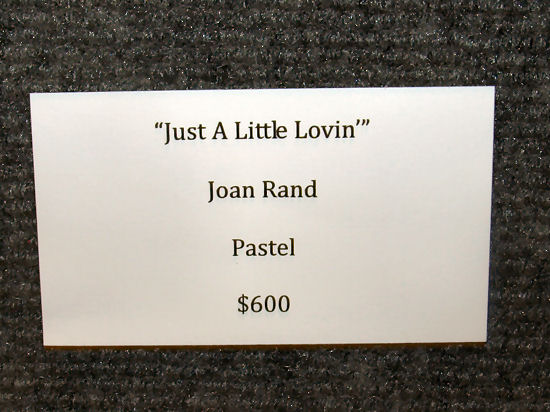 “Just A Little Lovin’”
Joan Rand
Pastel
$600